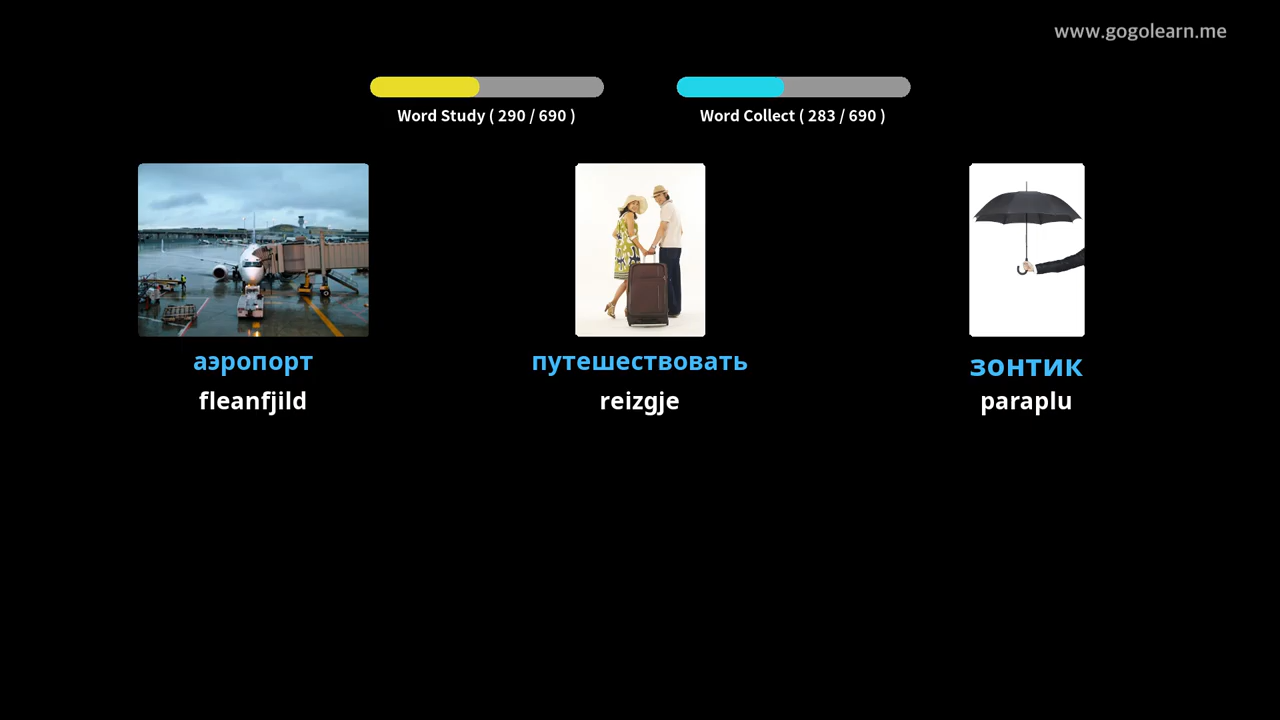 www.gogolearn.me
Word Study ( 290 / 690 )
Word Collect ( 283 / 690 )
аэропорт
путешествовать
зонтик
fleanfjild
reizgje
paraplu